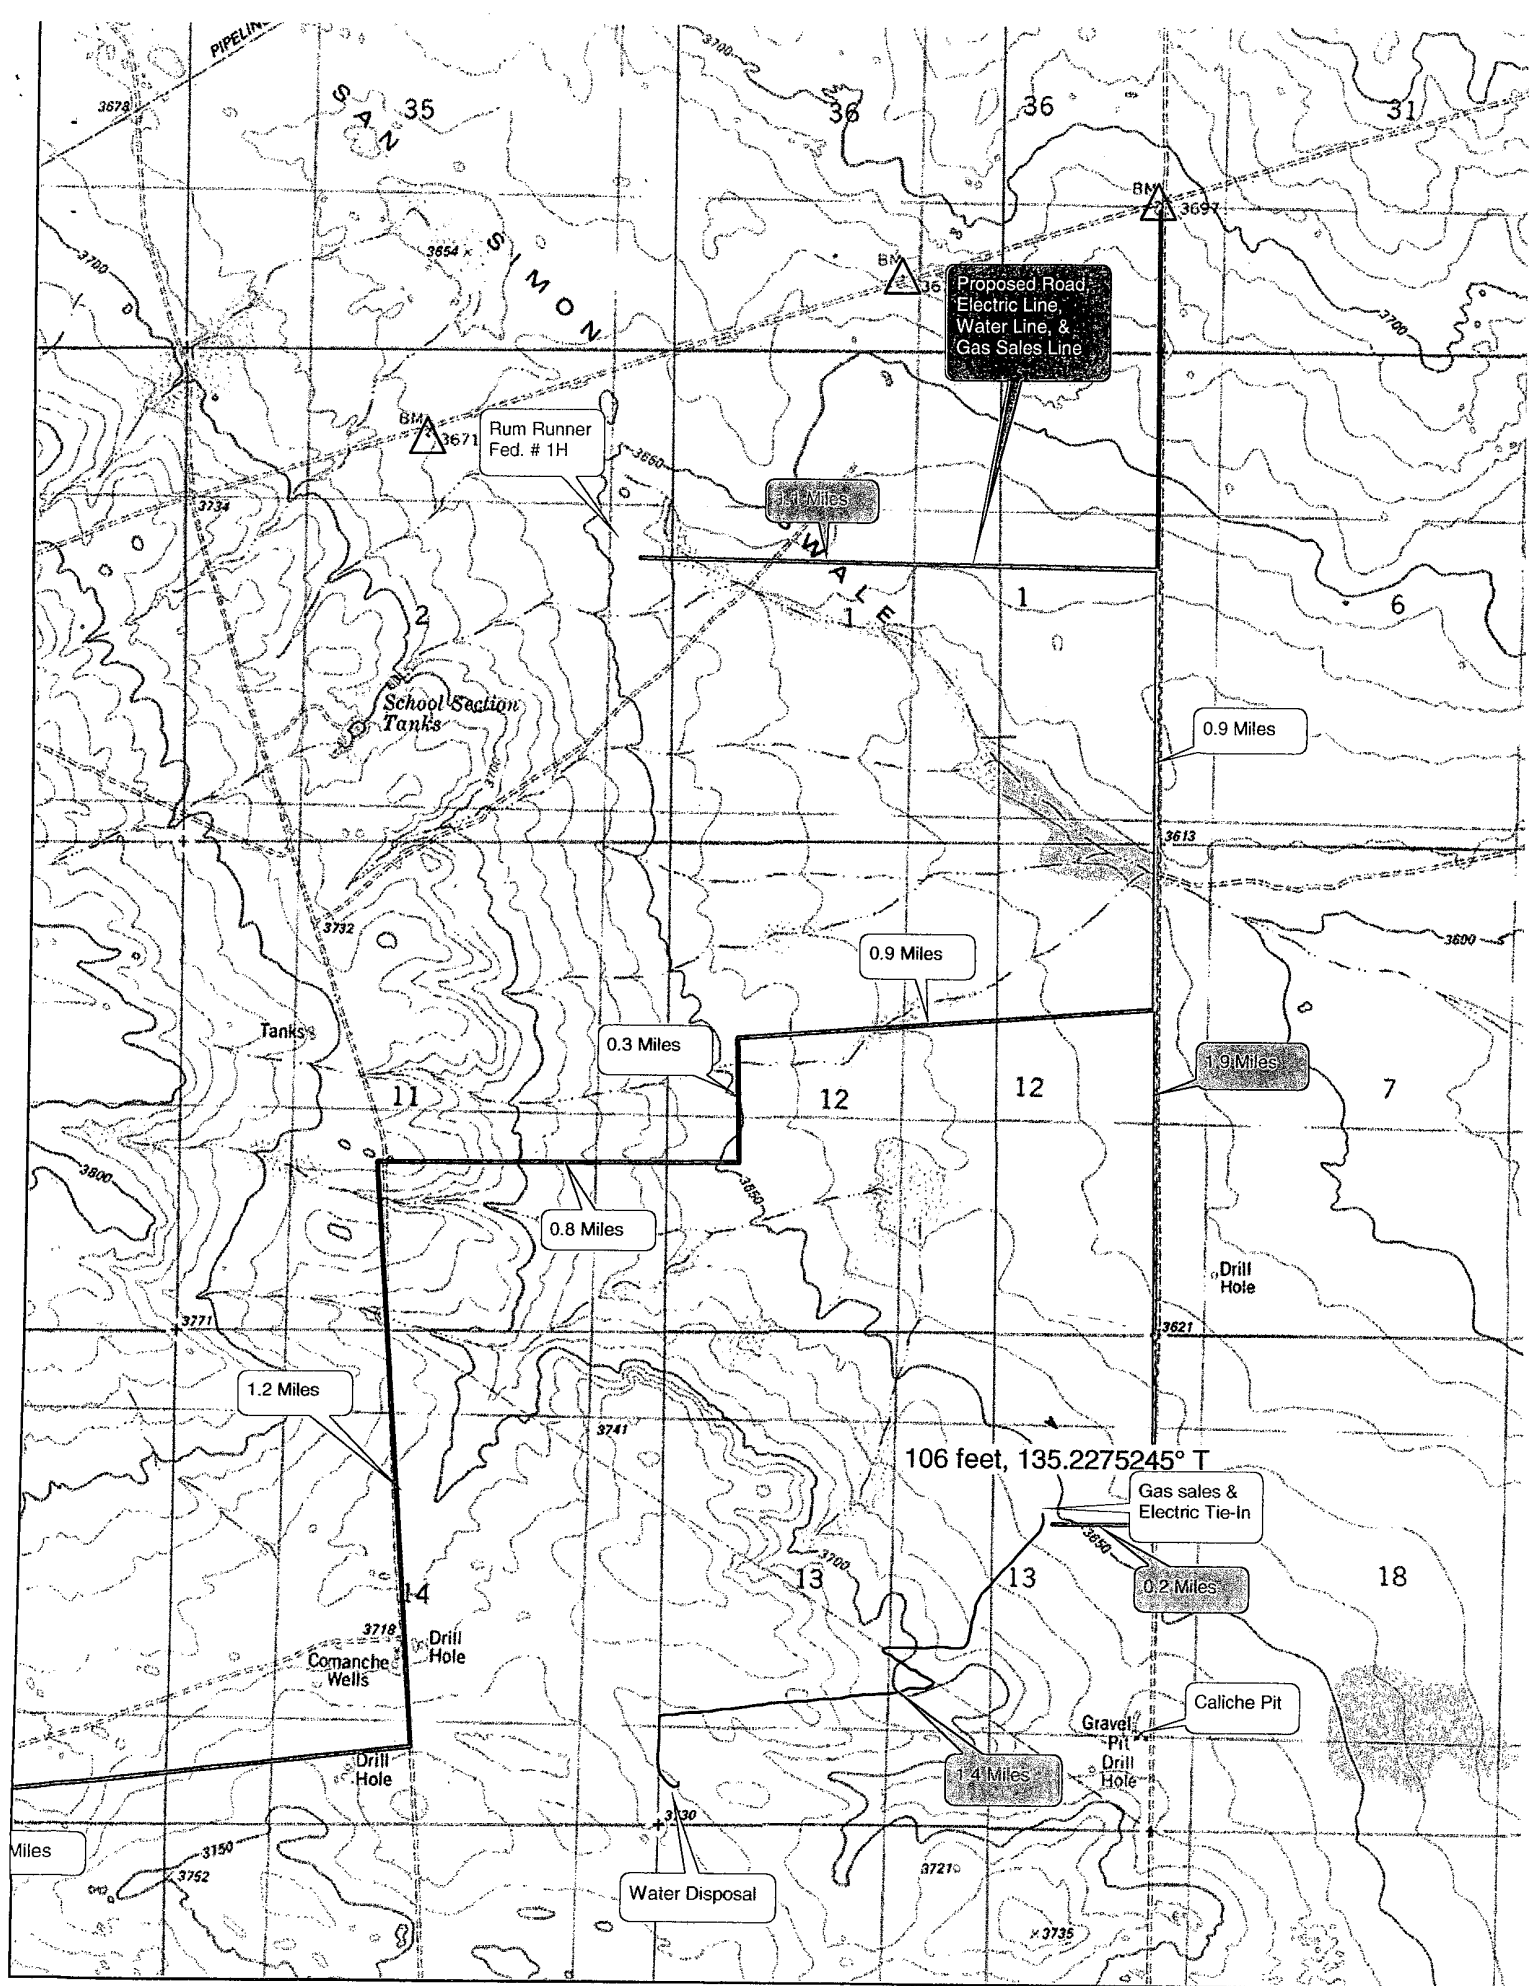 PIPELINE
3700
3678
SAN
35
36
36
31
BM
3697
3654
SIMON
3700
BM
36
Proposed Road,
Electric Line,
Water Line, &
Gas Sales Line
3700
BM
3671
Rum Runner
Fed. # 1H
3650
1.1 Miles
3734
SWALE
2
1
1
6
School Section
Tanks
3700
0.9 Miles
3613
3732
0.9 Miles
3600
Tanks
0.3 Miles
1.9 Miles
11
12
12
7
3800
3650
0.8 Miles
Drill
Hole
3771
3621
1.2 Miles
3741
106 feet, 135.2275245° T
Gas sales &
Electric Tie-In
3650
3700
13
13
18
14
0.2 Miles
3718
Drill
Hole
Comanche
Wells
Caliche Pit
Gravel
Pit
Drill
Hole
Drill
Hole
1.4 Miles
3730
Miles
3150
3752
3721
Water Disposal
3735